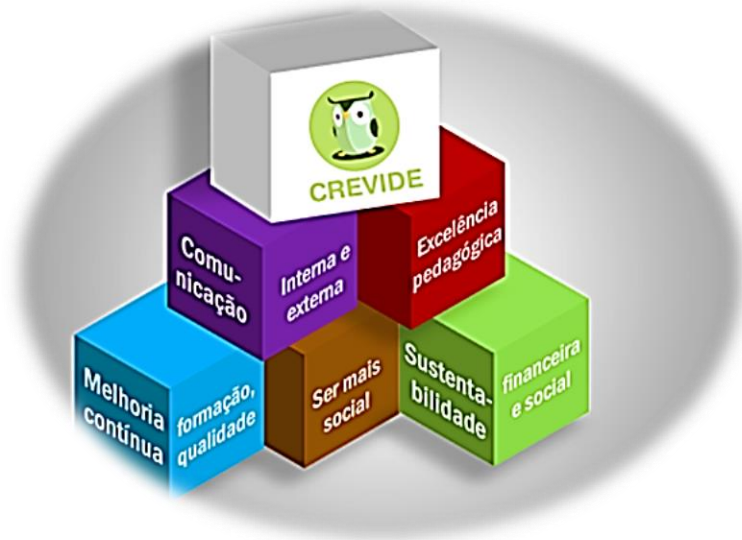 CREVIDE
Comu-
nicação
Interna e
externa
Excelência
pedagógica
Melhoria
contínua
formação,
qualidade
Ser mais
social
Sustenta-
bilidade
financeira
e social